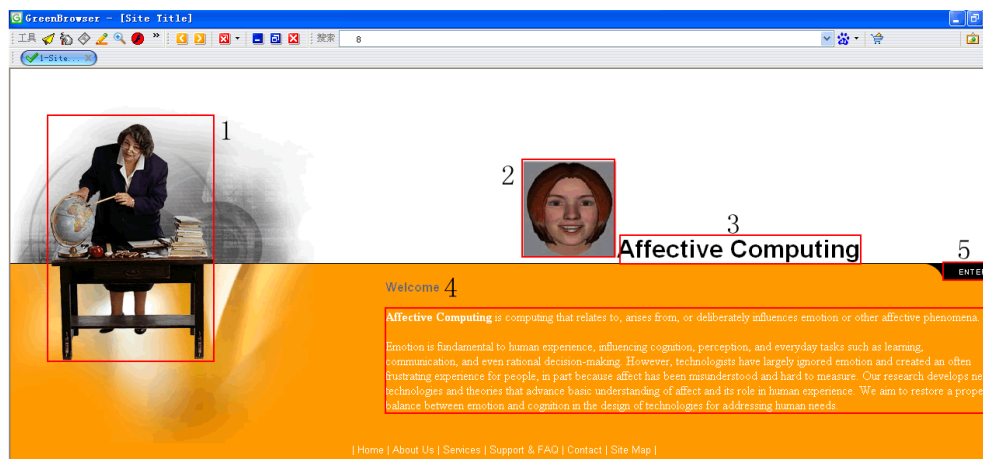 GreenBrowser - [Site Title]
工具 » 搜索 8
1-Site...
1
2
3
Affective Computing
5
ENTE
Welcome 4
Affective Computing is computing that relates to, arises from, or deliberately influences emotion or other affective phenomena.
Emotion is fundamental to human experience, influencing cognition, perception, and everyday tasks such as learning,
communication, and even rational decision-making. However, technologists have largely ignored emotion and created an often
frustrating experience for people, in part because affect has been misunderstood and hard to measure. Our research develops ne
technologies and theories that advance basic understanding of affect and its role in human experience. We aim to restore a prope
balance between emotion and cognition in the design of technologies for addressing human needs.
| Home | About Us | Services | Support & FAQ | Contact | Site Map |